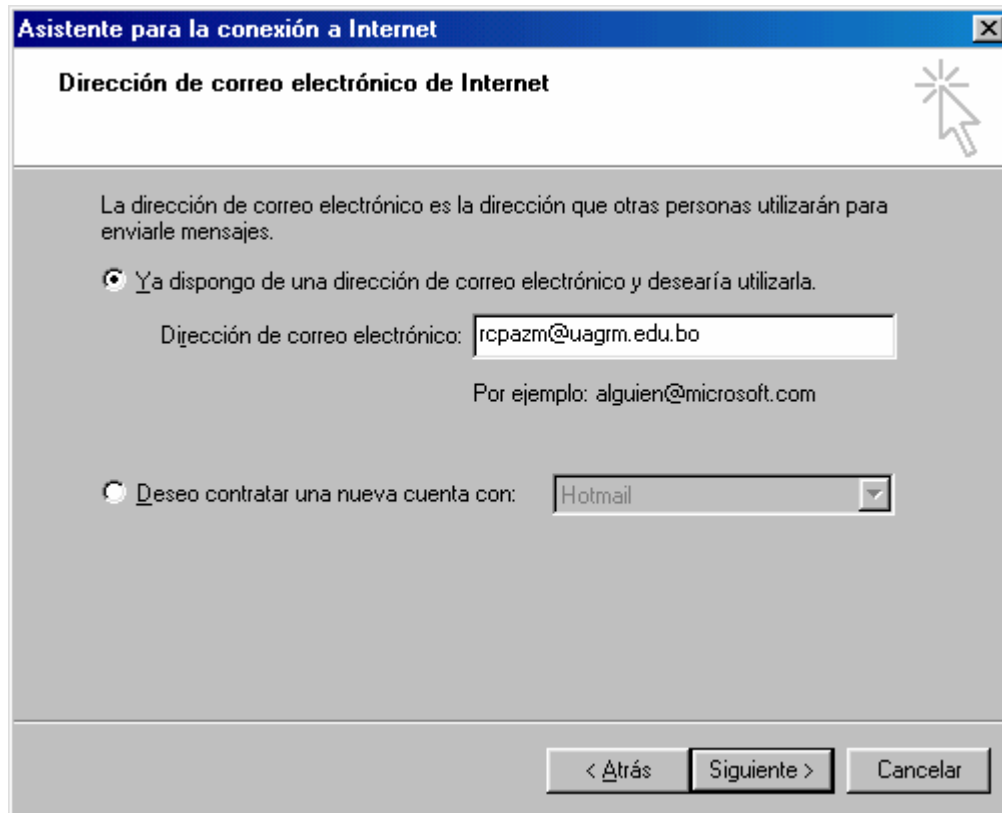 Asistente para la conexión a Internet
Dirección de correo electrónico de Internet
La dirección de correo electrónico es la dirección que otras personas utilizarán para
enviarle mensajes.
Ya dispongo de una dirección de correo electrónico y desearía utilizarla.
Dirección de correo electrónico: rcpazm@uagrm.edu.bo
Por ejemplo: alguien@microsoft.com
Deseo contratar una nueva cuenta con: Hotmail
< Atrás Siguiente > Cancelar